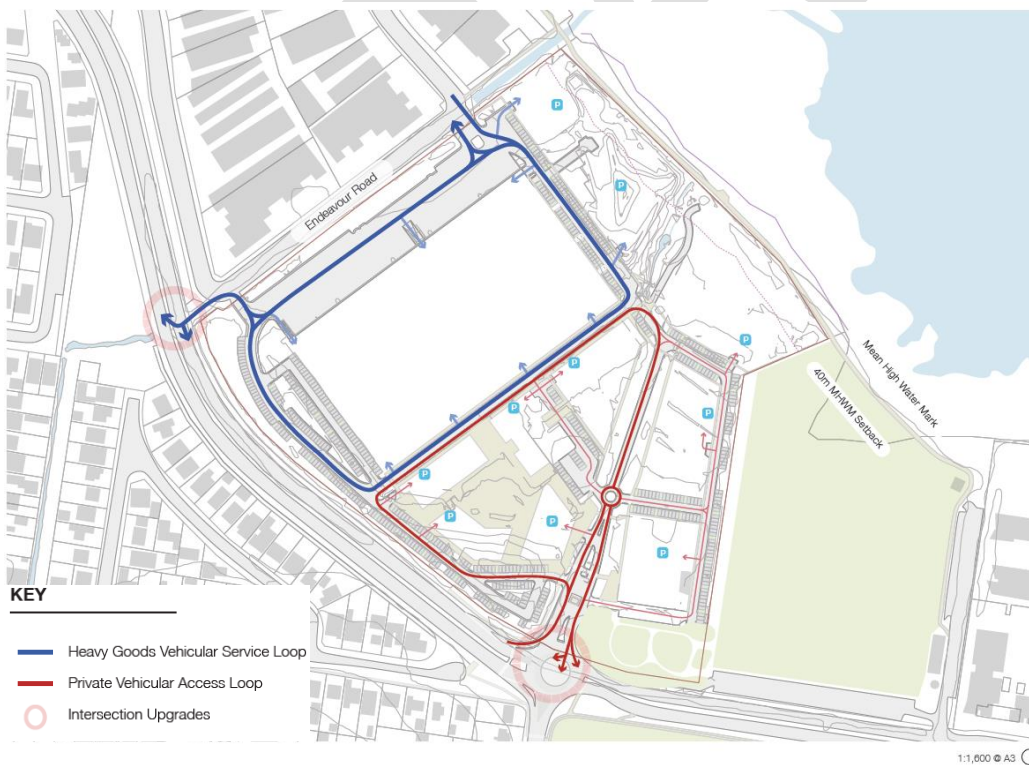 P
P
Endeavour Road
P
Mean High Water Mark
40m MHWM Setback
P
P
P
P
P
P
P
KEY
Heavy Goods Vehicular Service Loop
Private Vehicular Access Loop
Intersection Upgrades
1:1,600 @ A3